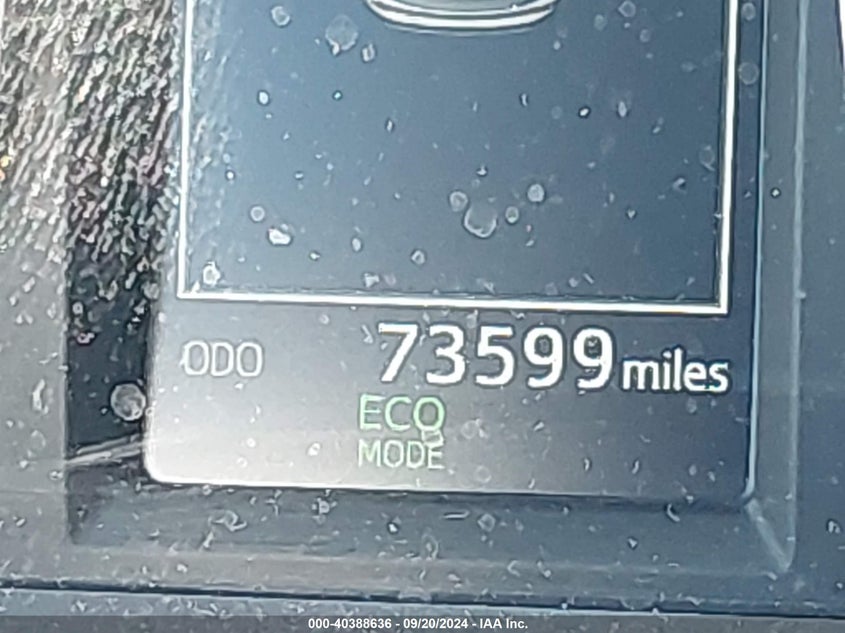 ODO 73599 miles
ECO
MODE
000-40388636 - 09/20/2024 - IAA Inc.